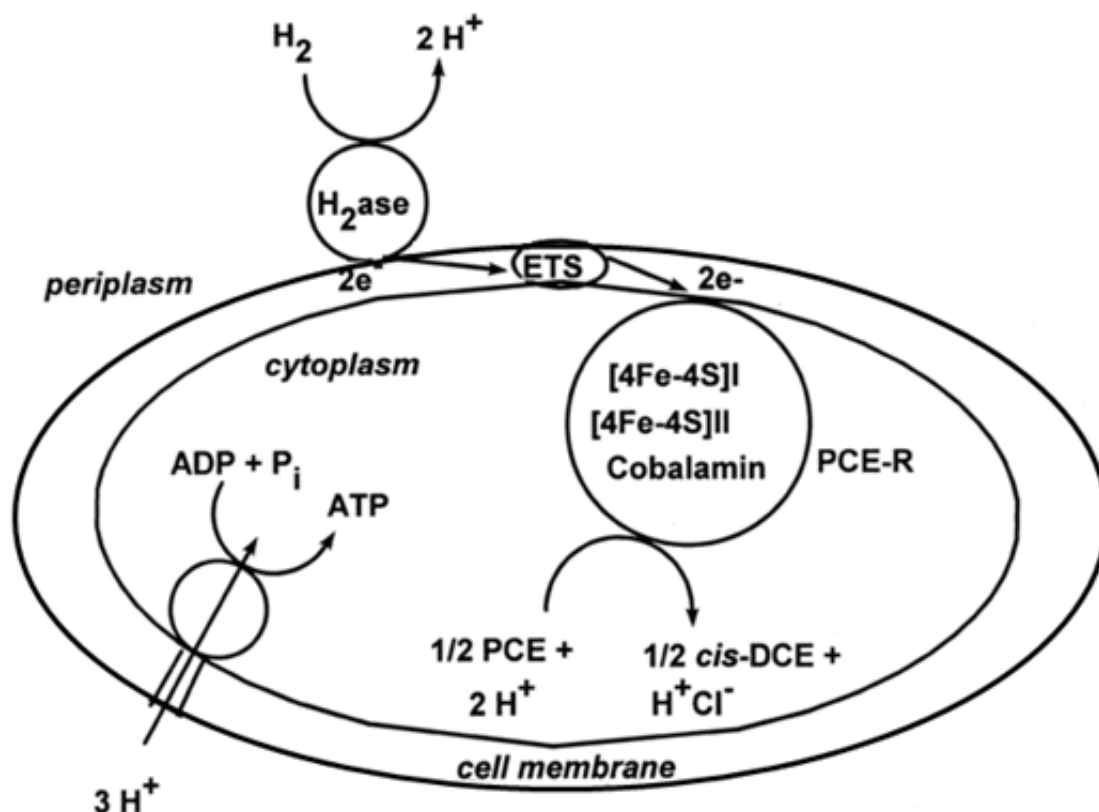 H2 2 H+
H2ase
2e-
ETS
2e-
periplasm
cytoplasm
[4Fe-4S]I
[4Fe-4S]II
Cobalamin
PCE-R
ADP + Pi
ATP
1/2 PCE +
2 H+
1/2 cis-DCE +
H+Cl-
cell membrane
3 H+